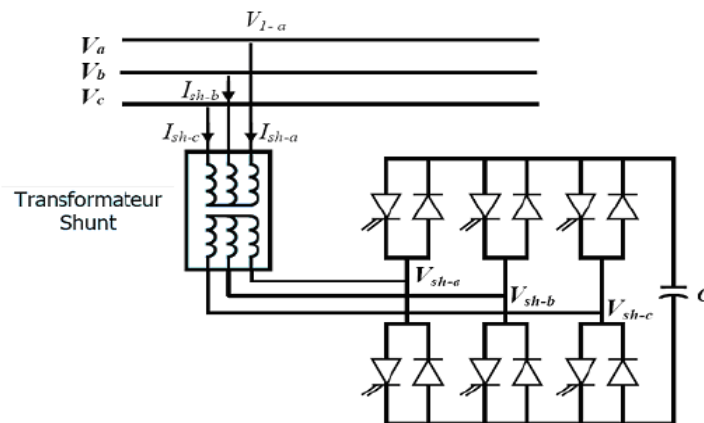 V1-a
Va
Vb
Vc
Ish-b
Ish-c
Ish-a
Transformateur
Shunt
Vsh-a
Vsh-b
Vsh-c
C